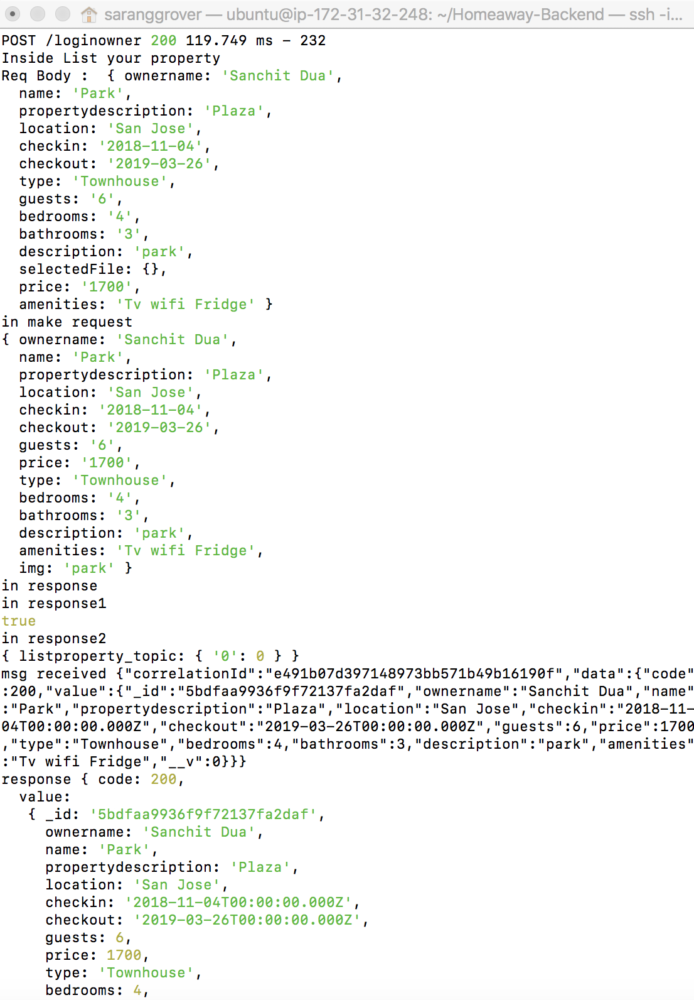 saranggrover — ubuntu@ip-172-31-32-248: ~/Homeaway-Backend — ssh -i...
POST /loginowner 200 119.749 ms - 232
Inside List your property
Req Body :  { ownername: 'Sanchit Dua',
  name: 'Park',
  propertydescription: 'Plaza',
  location: 'San Jose',
  checkin: '2018-11-04',
  checkout: '2019-03-26',
  type: 'Townhouse',
  guests: '6',
  bedrooms: '4',
  bathrooms: '3',
  description: 'park',
  selectedFile: {},
  price: '1700',
  amenities: 'Tv wifi Fridge' }
in make request
{ ownername: 'Sanchit Dua',
  name: 'Park',
  propertydescription: 'Plaza',
  location: 'San Jose',
  checkin: '2018-11-04',
  checkout: '2019-03-26',
  guests: '6',
  price: '1700',
  type: 'Townhouse',
  bedrooms: '4',
  bathrooms: '3',
  description: 'park',
  amenities: 'Tv wifi Fridge',
  img: 'park' }
in response
in response1
true
in response2
{ listproperty_topic: { '0': 0 } }
msg received {"correlationId":"e491b07d397148973bb571b49b16190f","data":{"code"
:200,"value":{"_id":"5bdfaa9936f9f72137fa2daf","ownername":"Sanchit Dua","name"
:"Park","propertydescription":"Plaza","location":"San Jose","checkin":"2018-11-
04T00:00:00.000Z","checkout":"2019-03-26T00:00:00.000Z","guests":6,"price":1700
,"type":"Townhouse","bedrooms":4,"bathrooms":3,"description":"park","amenities"
:"Tv wifi Fridge","__v":0}}}
response { code: 200,
  value:
   { _id: '5bdfaa9936f9f72137fa2daf',
     ownername: 'Sanchit Dua',
     name: 'Park',
     propertydescription: 'Plaza',
     location: 'San Jose',
     checkin: '2018-11-04T00:00:00.000Z',
     checkout: '2019-03-26T00:00:00.000Z',
     guests: 6,
     price: 1700,
     type: 'Townhouse',
     bedrooms: 4,